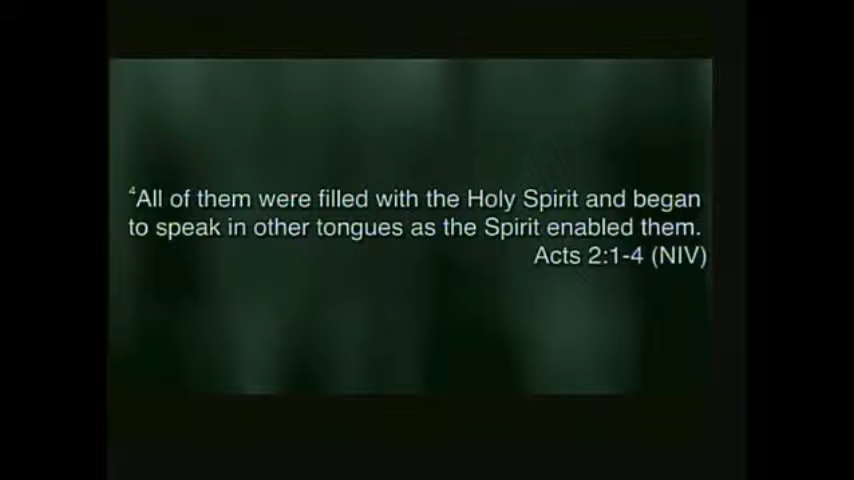 ⁴All of them were filled with the Holy Spirit and began
to speak in other tongues as the Spirit enabled them.
Acts 2:1-4 (NIV)